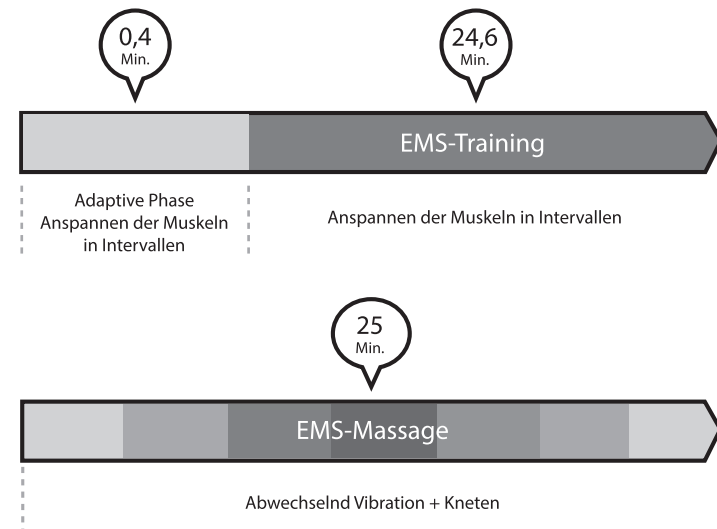 0,4
Min.
24,6
Min.
EMS-Training
Adaptive Phase
Anspannen der Muskeln
in Intervallen
Anspannen der Muskeln in Intervallen
25
Min.
EMS-Massage
Abwechselnd Vibration + Kneten